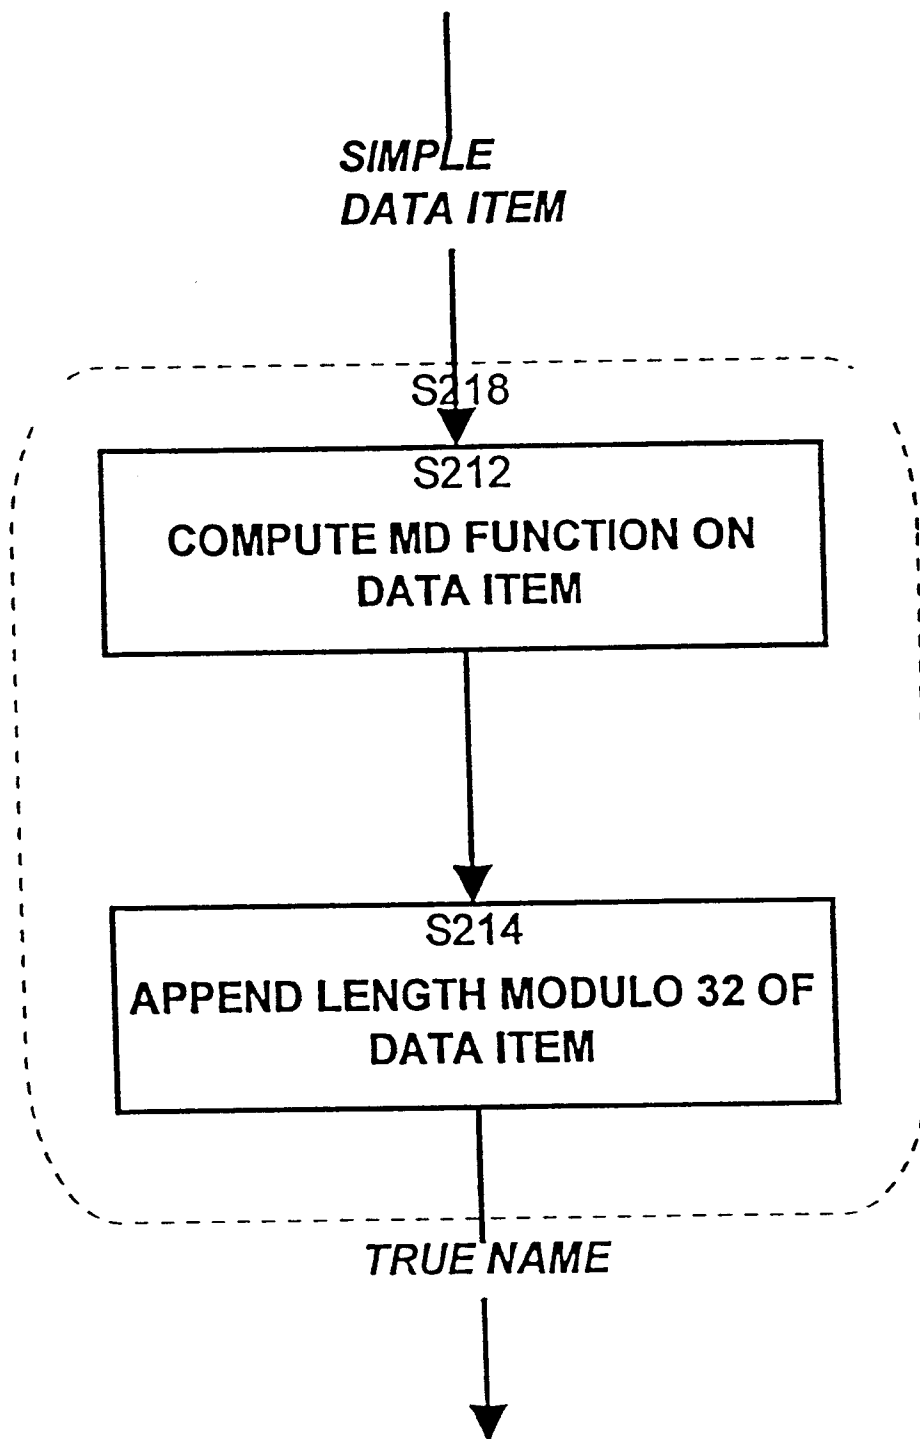 SIMPLE
DATA ITEM
S218
S212
COMPUTE MD FUNCTION ON
DATA ITEM
S214
APPEND LENGTH MODULO 32 OF
DATA ITEM
TRUE NAME